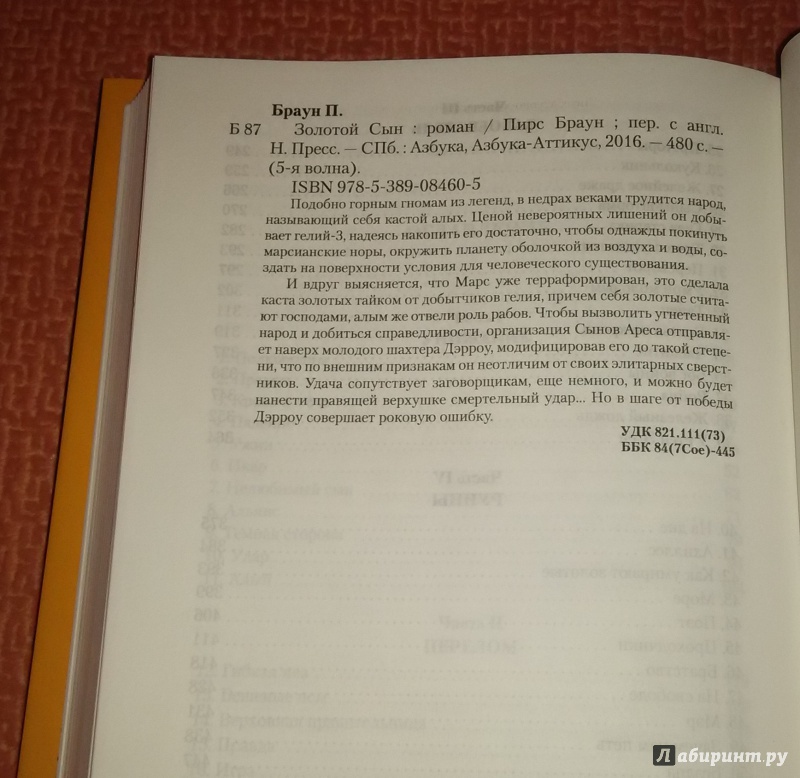 Браун П.
Б 87 Золотой Сын : роман / Пирс Браун ; пер. с англ.
Н. Пресс. — СПб. : Азбука, Азбука-Аттикус, 2016. — 480 с. —
(5-я волна).
ISBN 978-5-389-08460-5
Подобно горным гномам из легенд, в недрах веками трудится народ,
называющий себя кастой алых. Ценой невероятных лишений он добы-
вает гелий-3, надеясь накопить его достаточно, чтобы однажды покинуть
марсианские норы, окружить планету оболочкой из воздуха и воды, со-
здать на поверхности условия для человеческого существования.
И вдруг выясняется, что Марс уже терраформирован, это сделала
каста золотых тайком от добытчиков гелия, причем себя золотые счита-
ют господами, алым же отвели роль рабов. Чтобы вызволить угнетенный
народ и добиться справедливости, организация Сынов Ареса отправля-
ет наверх молодого шахтера Дэрроу, модифицировав его до такой степе-
ни, что по внешним признакам он неотличим от своих элитарных сверст-
ников. Удача сопутствует заговорщикам, еще немного, и можно будет
нанести правящей верхушке смертельный удар... Но в шаге от победы
Дэрроу совершает роковую ошибку.
УДК 821.111(73)
ББК 84(7Сое)-445
Лабиринт.ру